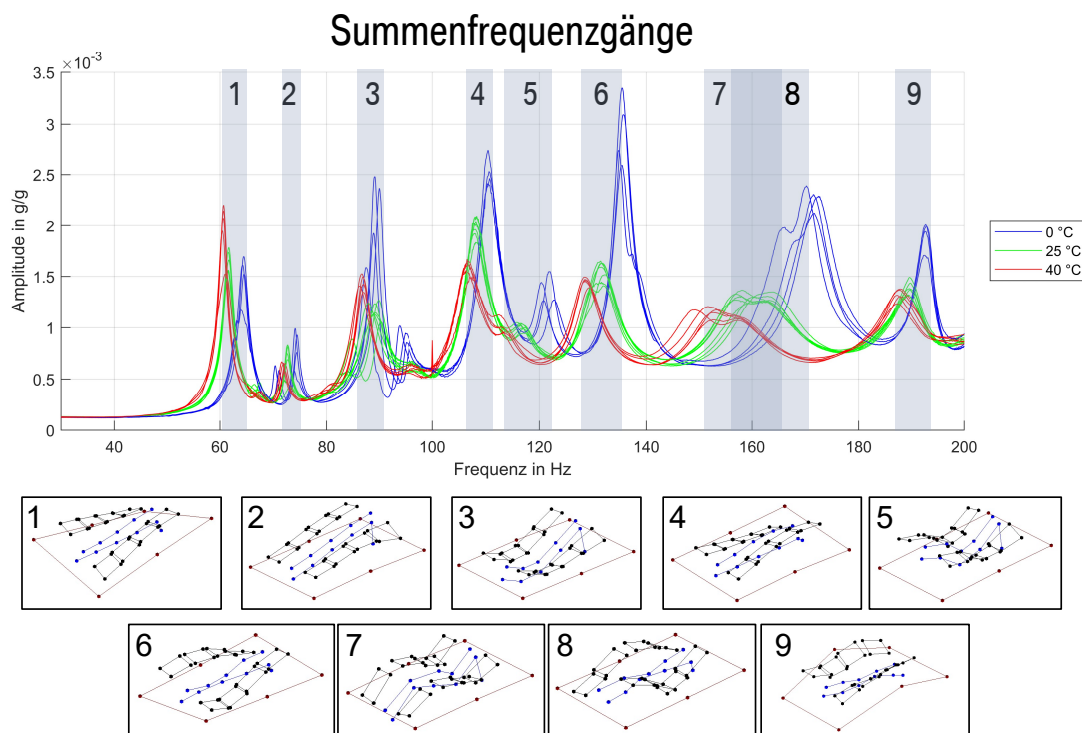 Summenfrequenzgänge
×10⁻³
3.5
3
2.5
2
1.5
1
0.5
0
Amplitude in g/g
1 2 3 4 5 6 7 8 9
40 60 80 100 120 140 160 180 200
Frequenz in Hz
0 °C
25 °C
40 °C
1 2 3 4 5
6 7 8 9